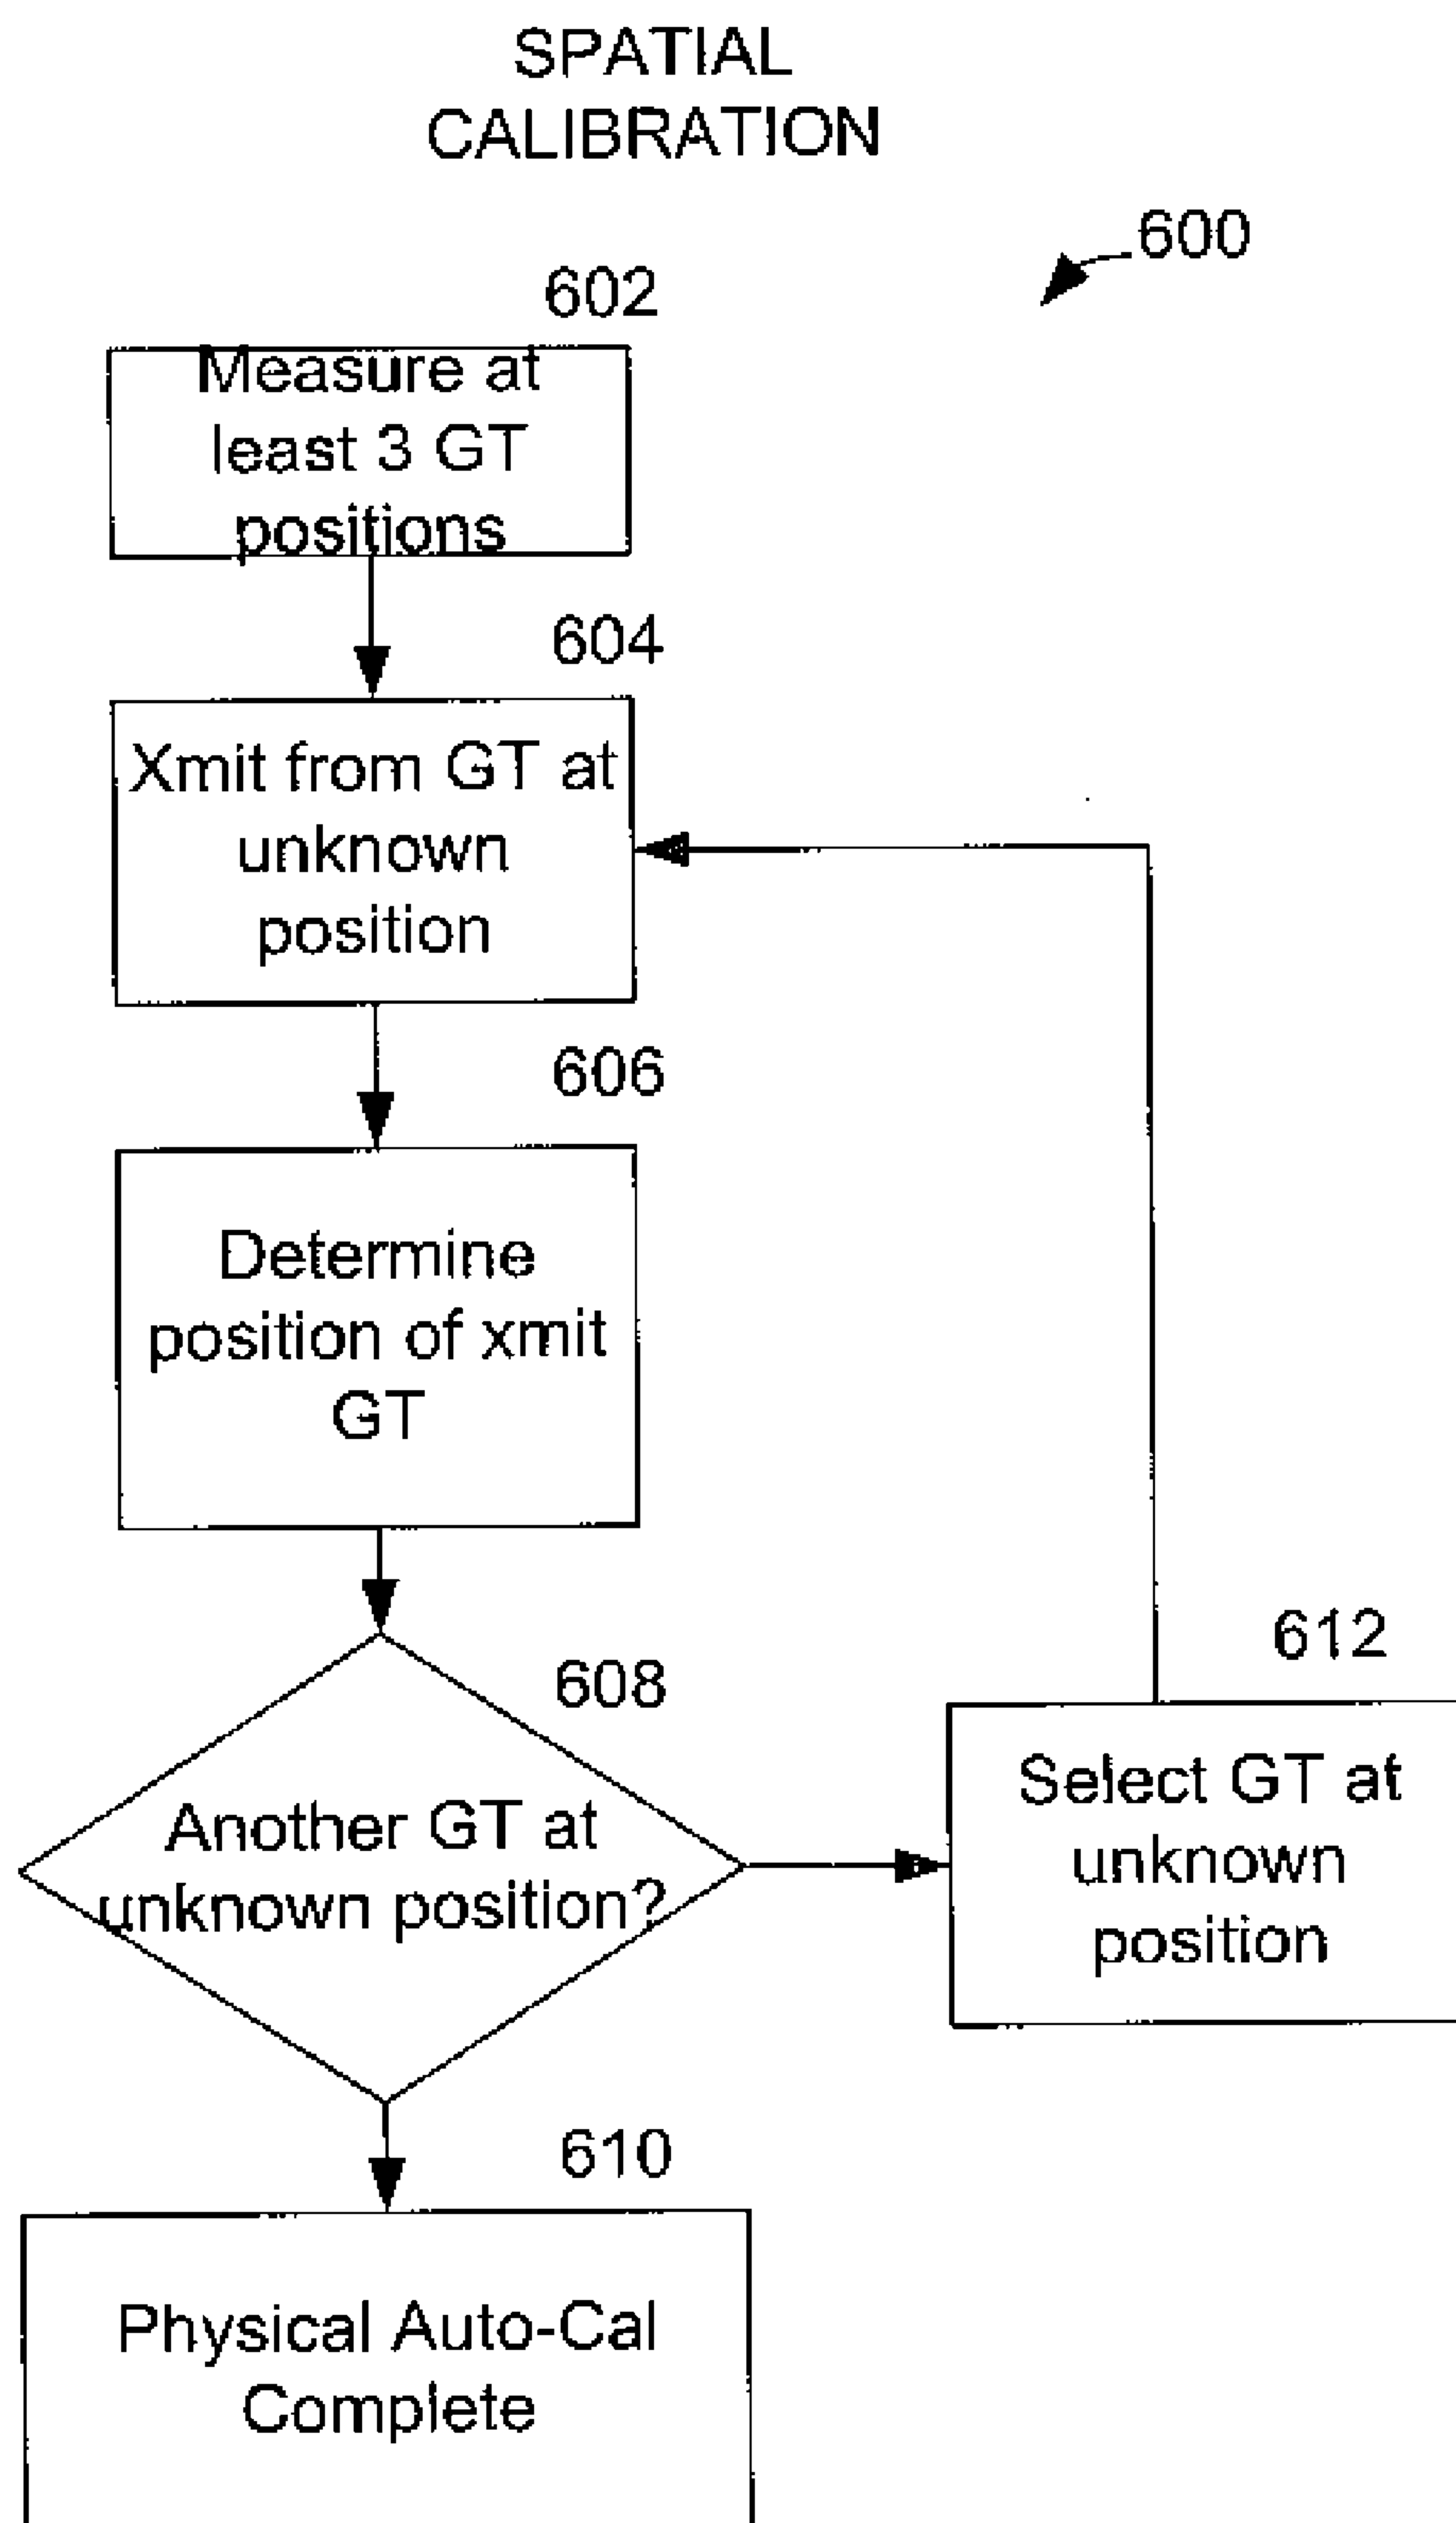 SPATIAL
CALIBRATION
600
602
Measure at
least 3 GT
positions
604
Xmit from GT at
unknown
position
606
Determine
position of xmit
GT
608
Another GT at
unknown position?
612
Select GT at
unknown
position
610
Physical Auto-Cal
Complete